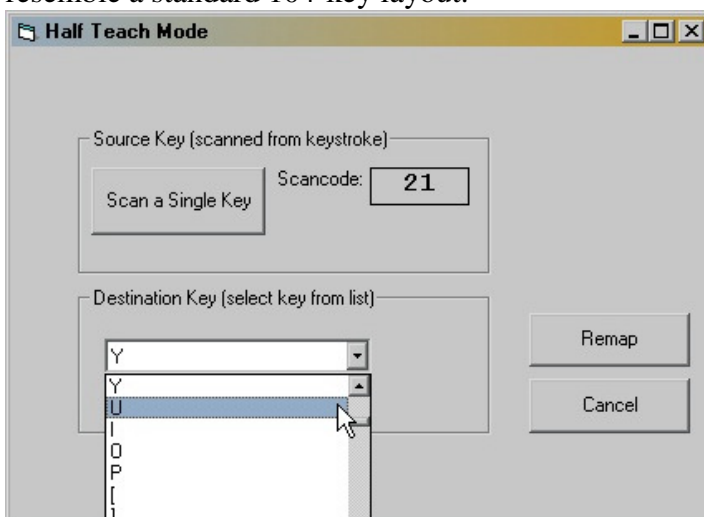 resemble a standard 104-key layout.
Half Teach Mode
Source Key (scanned from keystroke)
Scan a Single Key
Scancode:
21
Destination Key (select key from list)
Y
Y
U
I
O
P
[
]
Remap
Cancel